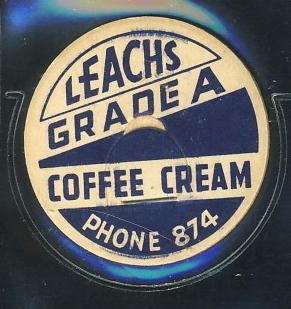 LEACHS
GRADE A
COFFEE CREAM
PHONE 874